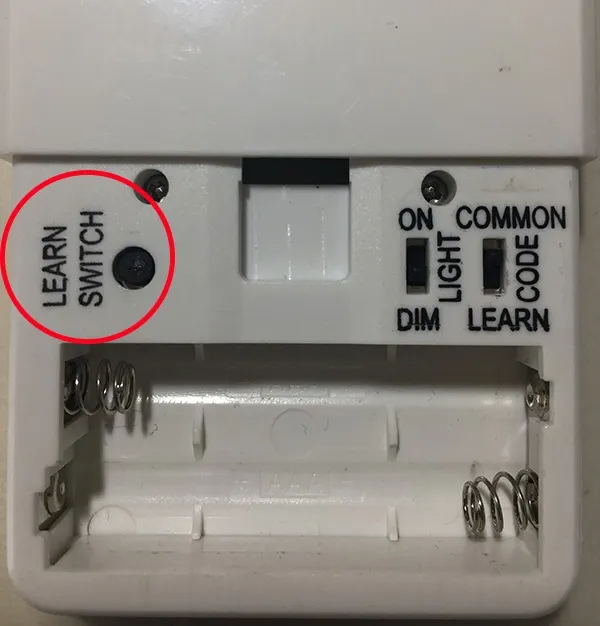 LEARN
SWITCH
ON
LIGHT
DIM
COMMON
CODE
LEARN